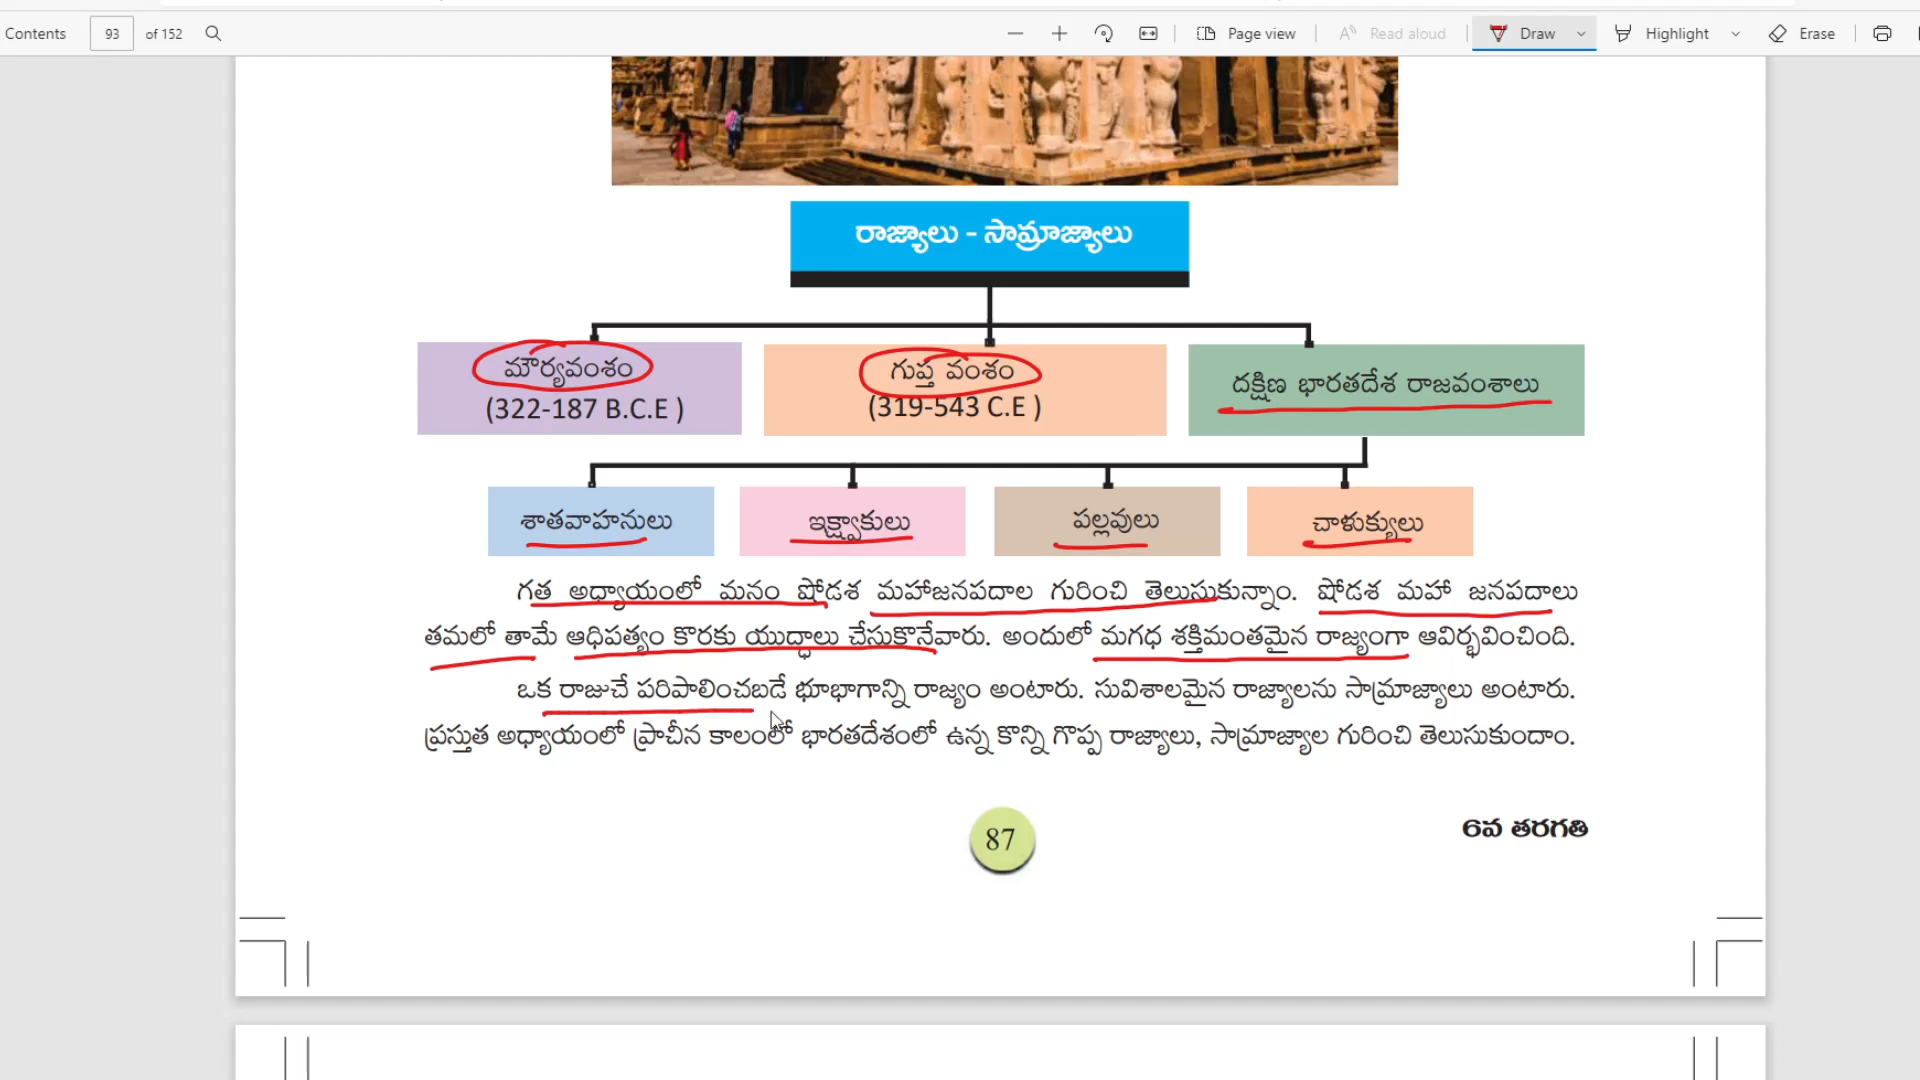 Contents 93 of 152 Page view Read aloud Draw Highlight Erase
రాజ్యాలు - సామ్రాజ్యాలు
మౌర్యవంశం
(322-187 B.C.E )
గుప్త వంశం
(319-543 C.E )
దక్షిణ భారతదేశ రాజవంశాలు
శాతవాహనులు
ఇక్ష్వాకులు
పల్లవులు
చాళుక్యులు
గత అధ్యాయంలో మనం షోడశ మహాజనపదాల గురించి తెలుసుకున్నాం. షోడశ మహా జనపదాలు
తమలో తామే ఆధిపత్యం కొరకు యుద్ధాలు చేసుకొనేవారు. అందులో మగధ శక్తిమంతమైన రాజ్యంగా ఆవిర్భవించింది.
ఒక రాజుచే పరిపాలించబడే భూభాగాన్ని రాజ్యం అంటారు. సువిశాలమైన రాజ్యాలను సామ్రాజ్యాలు అంటారు.
ప్రస్తుత అధ్యాయంలో ప్రాచీన కాలంలో భారతదేశంలో ఉన్న కొన్ని గొప్ప రాజ్యాలు, సామ్రాజ్యాల గురించి తెలుసుకుందాం.
87
6వ తరగతి